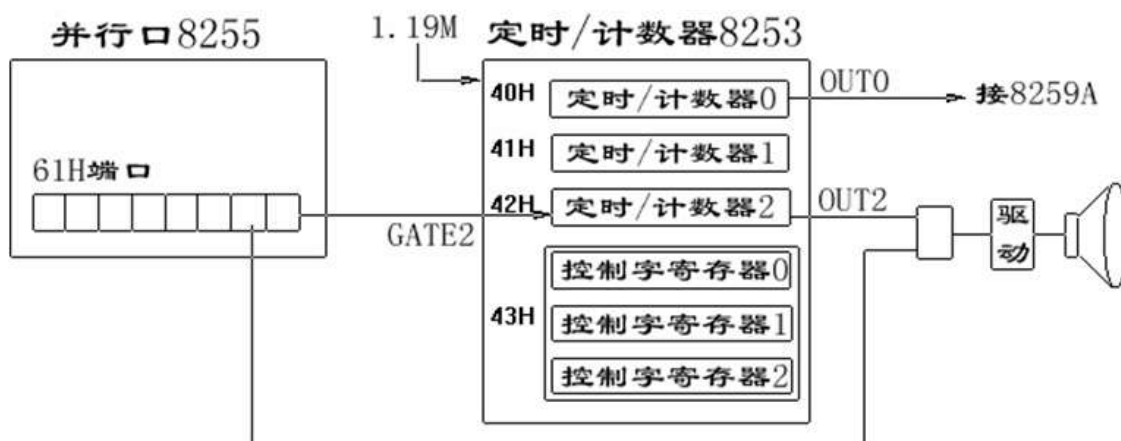 并行口8255
61H端口
1.19M
定时/计数器8253
40H
定时/计数器0
OUT0
接8259A
41H
定时/计数器1
42H
定时/计数器2
GATE2
OUT2
驱
动
43H
控制字寄存器0
控制字寄存器1
控制字寄存器2